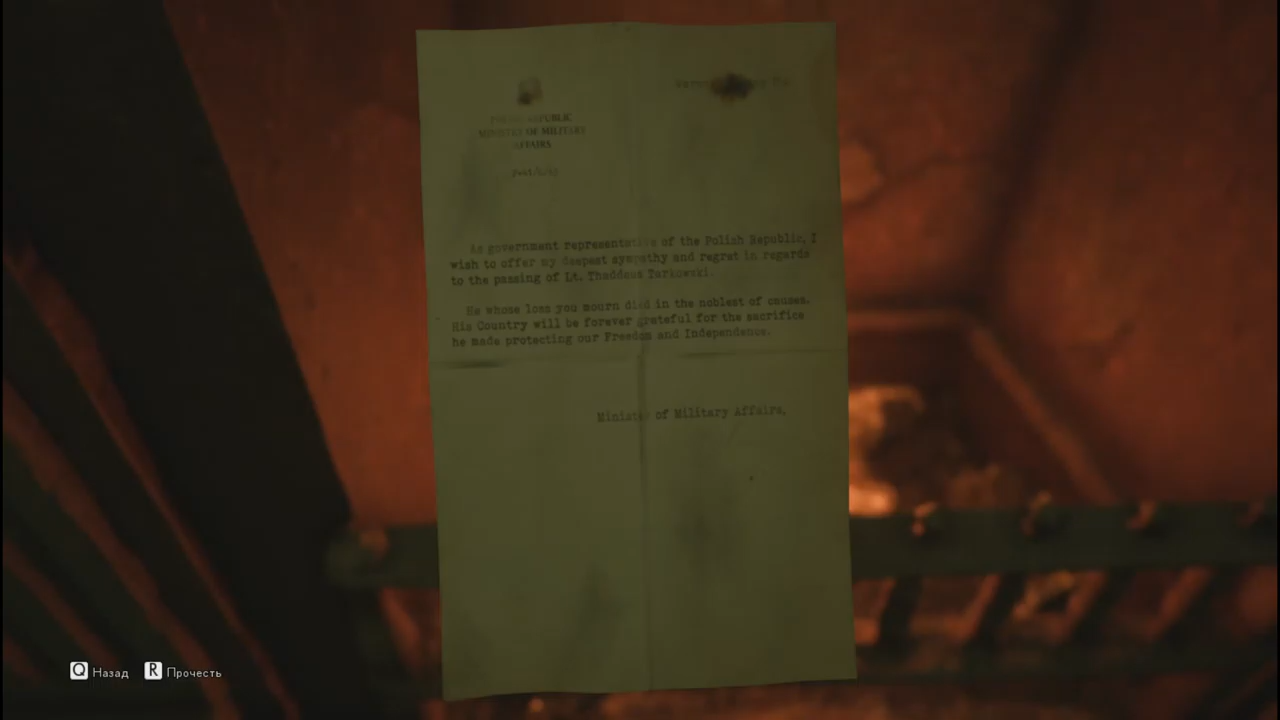 REPUBLIC
MINISTRY OF MILITARY
AFFAIRS
As government representative of the Polish Republic, I
wish to offer my deepest sympathy and regret in regards
to the passing of Lt. Thaddeus Tarkowski.
He whose loss you mourn died in the noblest of causes.
His Country will be forever grateful for the sacrifice
he made protecting our Freedom and Independence.
Minister of Military Affairs,
Q Назад R Прочесть